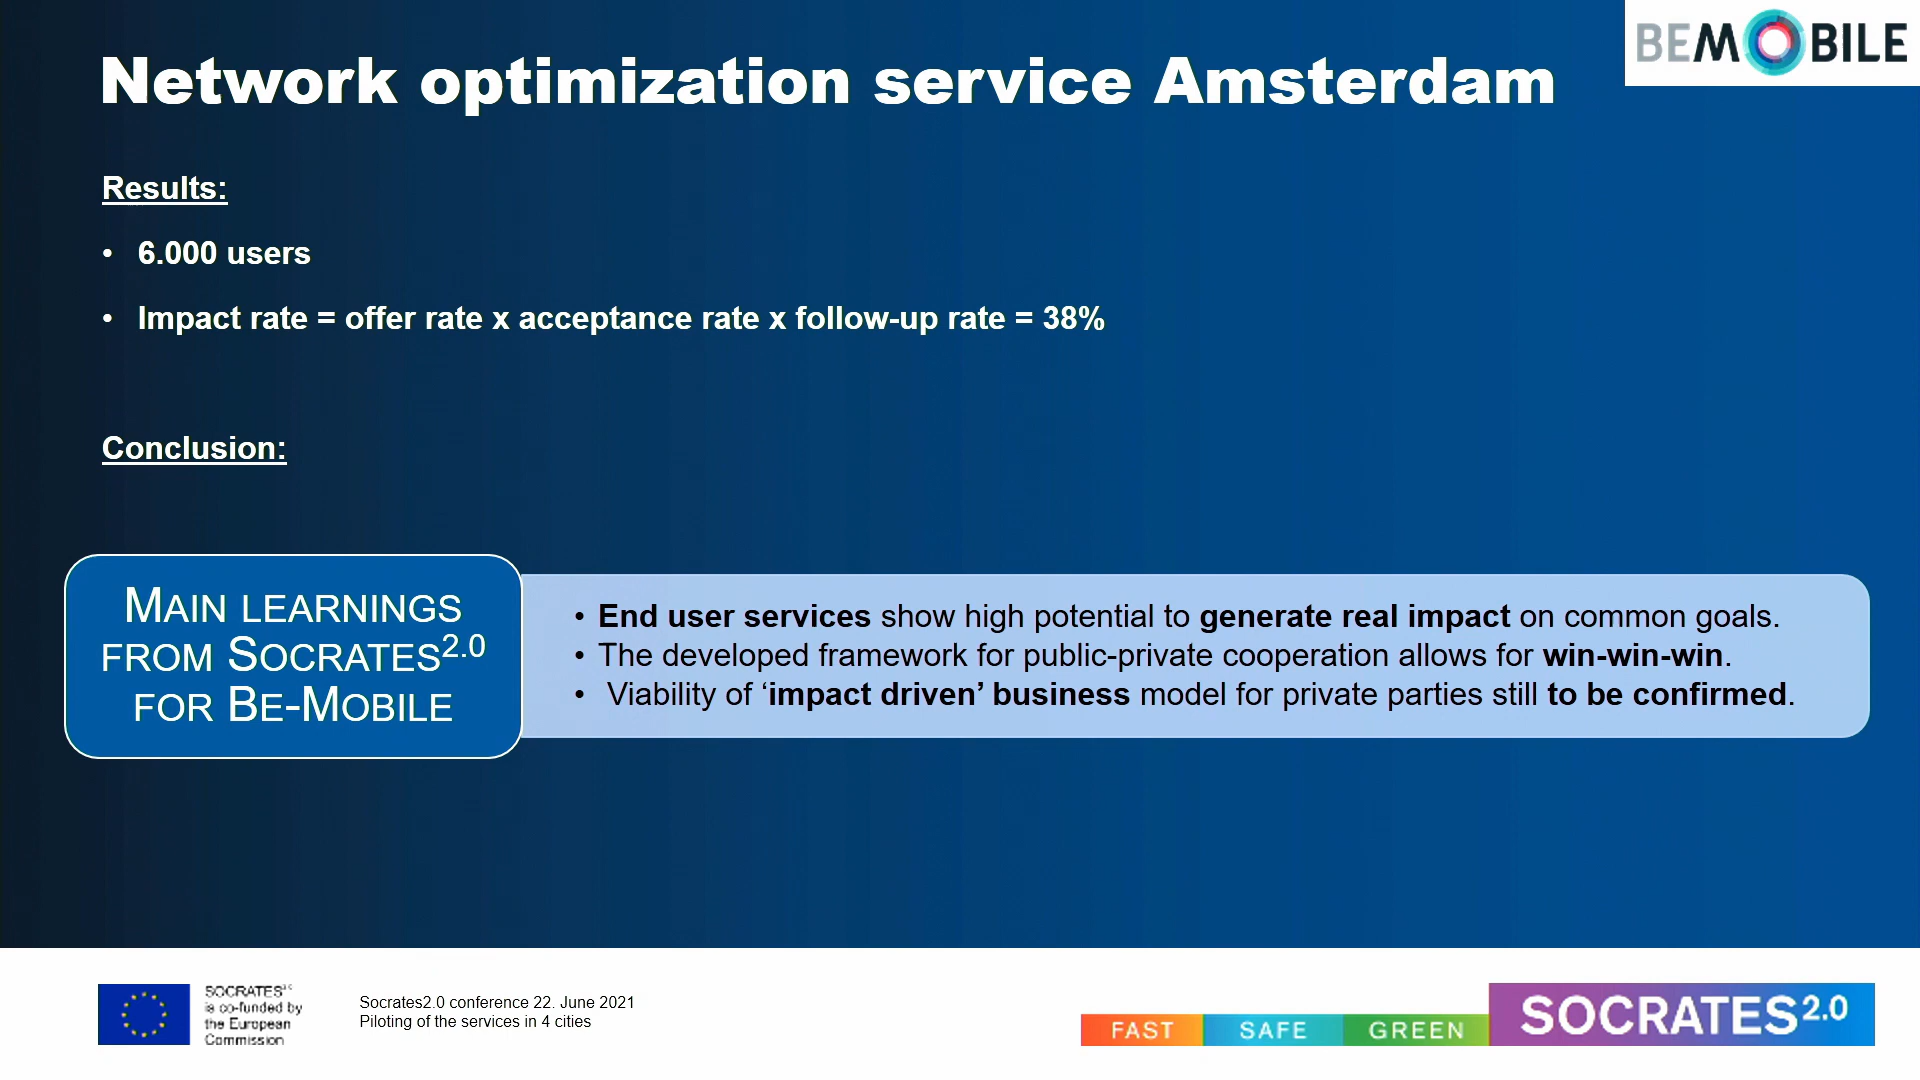 BEMOBILE
Network optimization service Amsterdam
Results:
• 6.000 users
• Impact rate = offer rate x acceptance rate x follow-up rate = 38%
Conclusion:
MAIN LEARNINGS
FROM SOCRATES2.0
FOR BE-MOBILE
• End user services show high potential to generate real impact on common goals.
• The developed framework for public-private cooperation allows for win-win-win.
• Viability of ‘impact driven’ business model for private parties still to be confirmed.
SOCRATES2.0
is co-funded by
the European
Commission
Socrates2.0 conference 22. June 2021
Piloting of the services in 4 cities
FAST SAFE GREEN
SOCRATES2.0